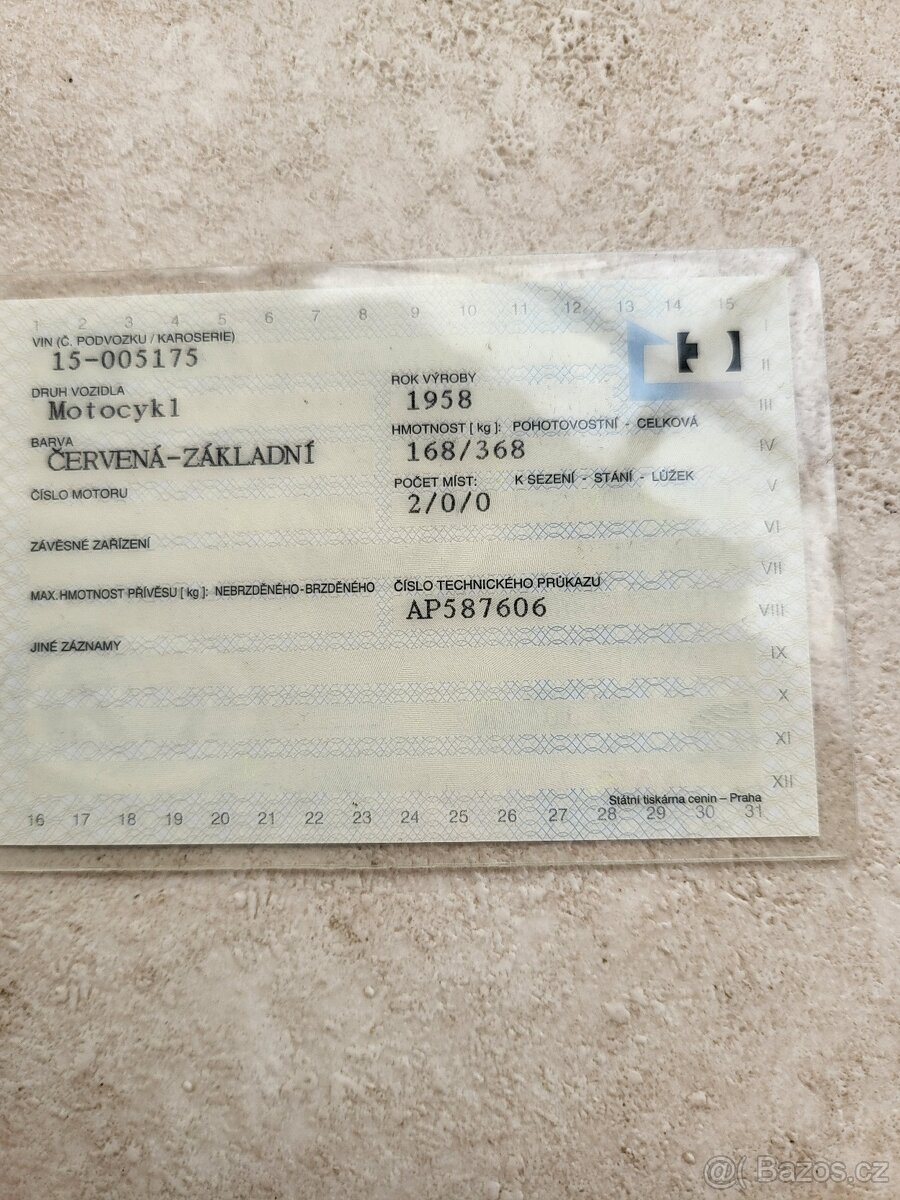 1 2 3 4 5 6 7 8 9 10 11 12 13 14 15
I
VIN (Č. PODVOZKU / KAROSERIE)
15-005175
II
DRUH VOZIDLA
Motocykl
ROK VÝROBY
1958
III
BARVA
ČERVENÁ-ZÁKLADNÍ
HMOTNOST [ kg ]: POHOTOVOSTNÍ - CELKOVÁ
168/368
IV
ČÍSLO MOTORU
POČET MÍST: K SEZENÍ - STÁNÍ - LŮŽEK
2/0/0
V
VI
ZÁVĚSNÉ ZAŘÍZENÍ
VII
MAX. HMOTNOST PŘÍVĚSU [ kg ]: NEBRZDĚNÉHO - BRZDĚNÉHO
ČÍSLO TECHNICKÉHO PRŮKAZU
AP587606
VIII
JINÉ ZÁZNAMY
IX
X
XI
XII
Státní tiskárna cenin – Praha
16 17 18 19 20 21 22 23 24 25 26 27 28 29 30 31
Bazos.cz